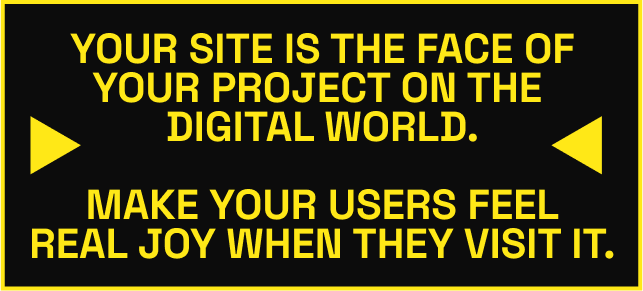 YOUR SITE IS THE FACE OF
YOUR PROJECT ON THE
DIGITAL WORLD.
MAKE YOUR USERS FEEL
REAL JOY WHEN THEY VISIT IT.